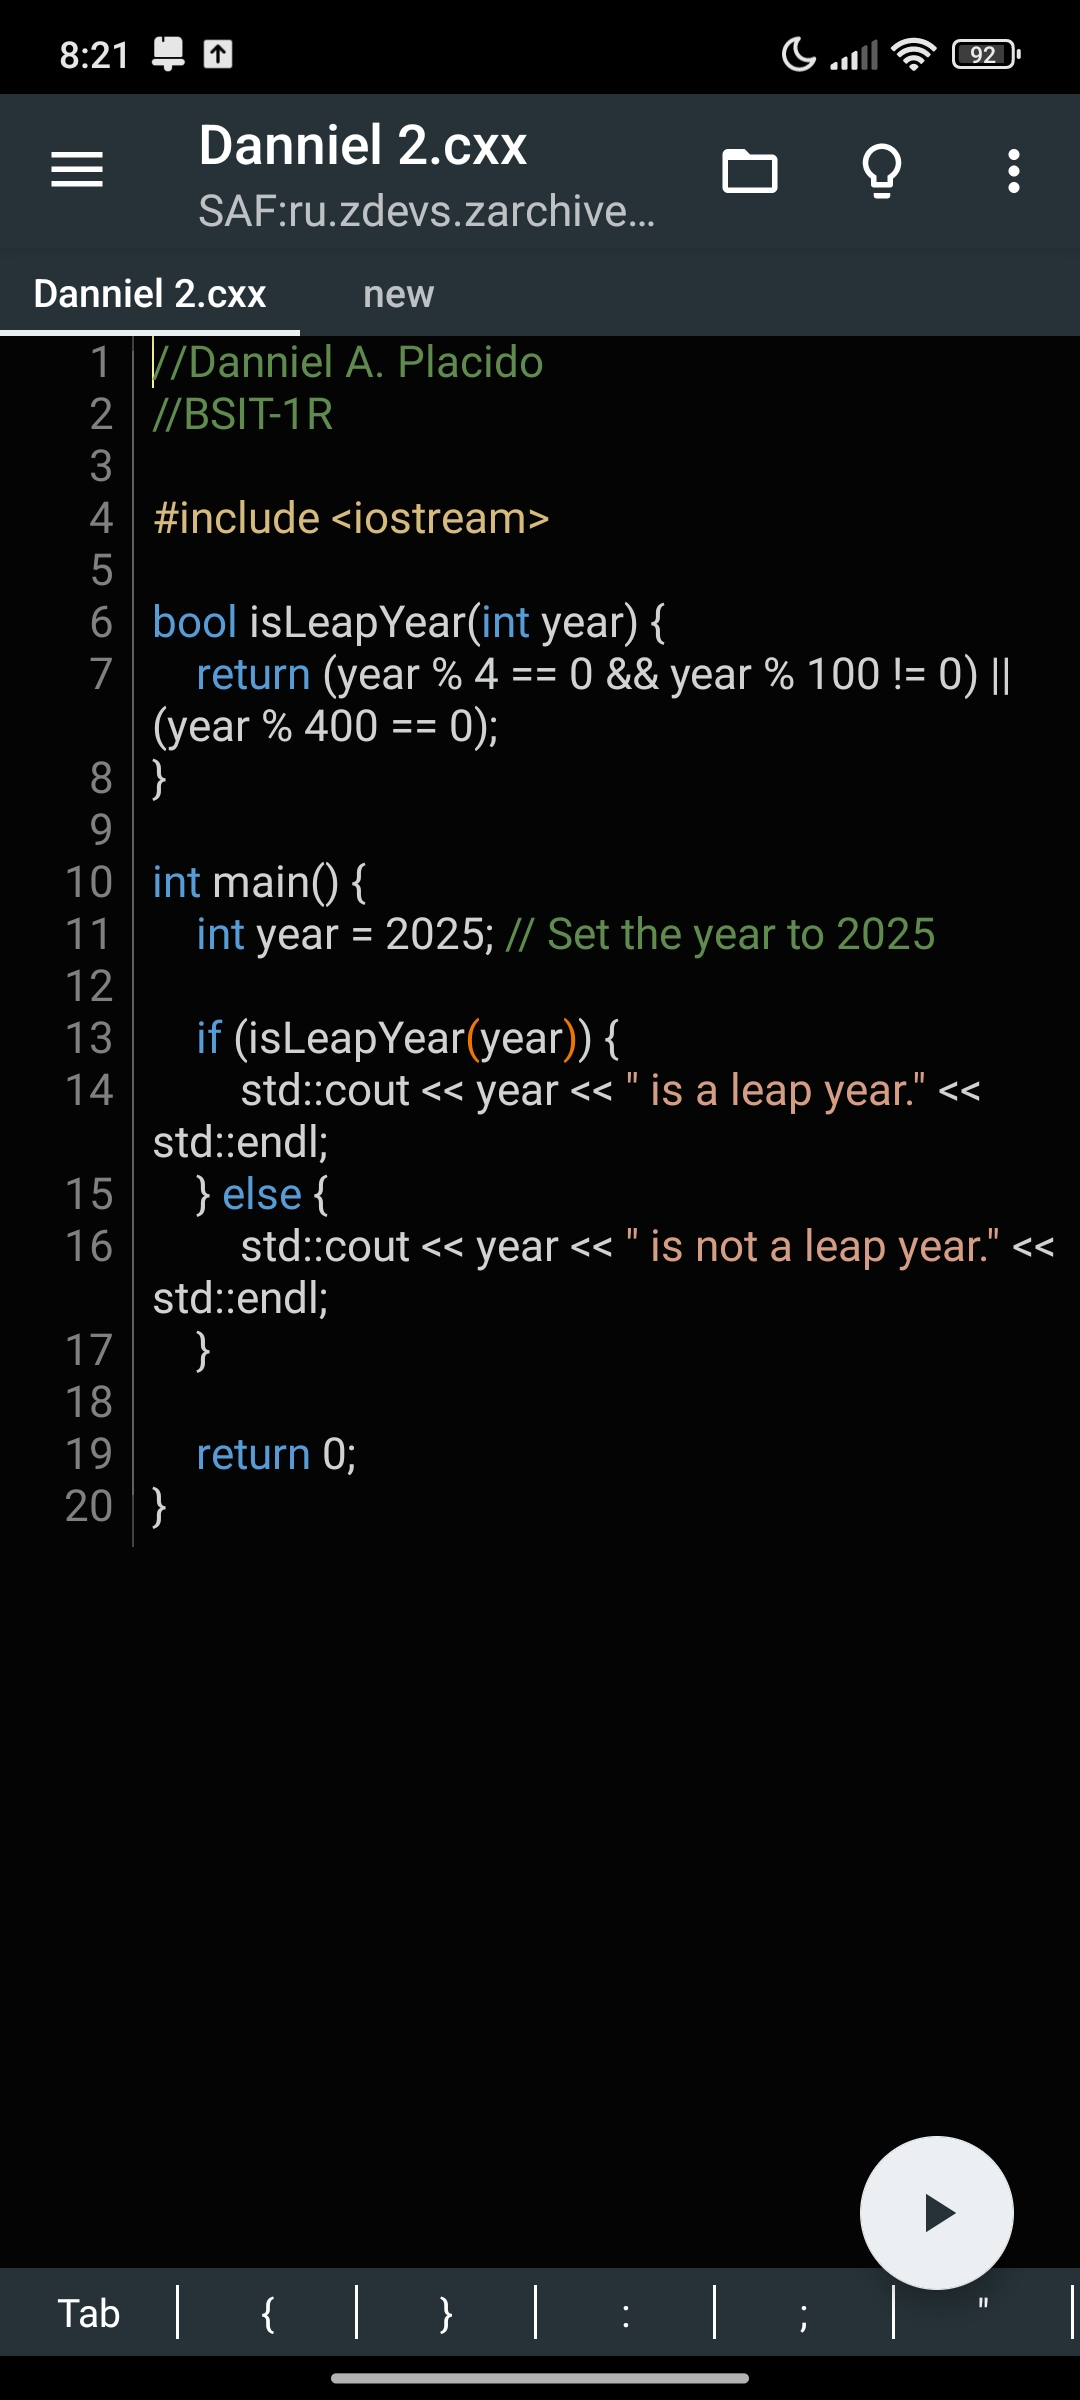 8:21
92
Danniel 2.cxx
SAF:ru.zdevs.zarchive...
Danniel 2.cxx new
1 //Danniel A. Placido
2 //BSIT-1R
3
4 #include <iostream>
5
6 bool isLeapYear(int year) {
7     return (year % 4 == 0 && year % 100 != 0) ||
(year % 400 == 0);
8 }
9
10 int main() {
11     int year = 2025; // Set the year to 2025
12
13     if (isLeapYear(year)) {
14         std::cout << year << " is a leap year." <<
std::endl;
15     } else {
16         std::cout << year << " is not a leap year." <<
std::endl;
17     }
18
19     return 0;
20 }
Tab | { | } | : | ; | " |